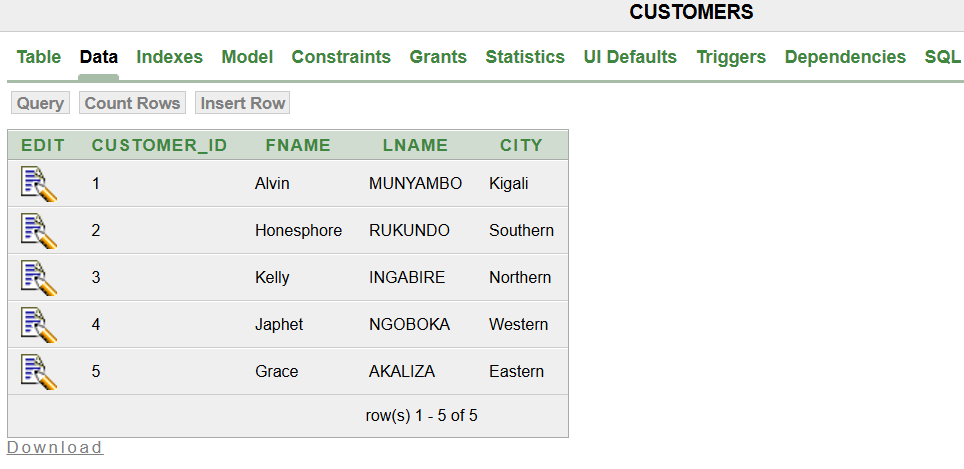 CUSTOMERS
Table Data Indexes Model Constraints Grants Statistics UI Defaults Triggers Dependencies SQL
Query Count Rows Insert Row
EDIT CUSTOMER_ID FNAME LNAME CITY
1 Alvin MUNYAMBO Kigali
2 Honesphore RUKUNDO Southern
3 Kelly INGABIRE Northern
4 Japhet NGOBOKA Western
5 Grace AKALIZA Eastern
row(s) 1 - 5 of 5
Download